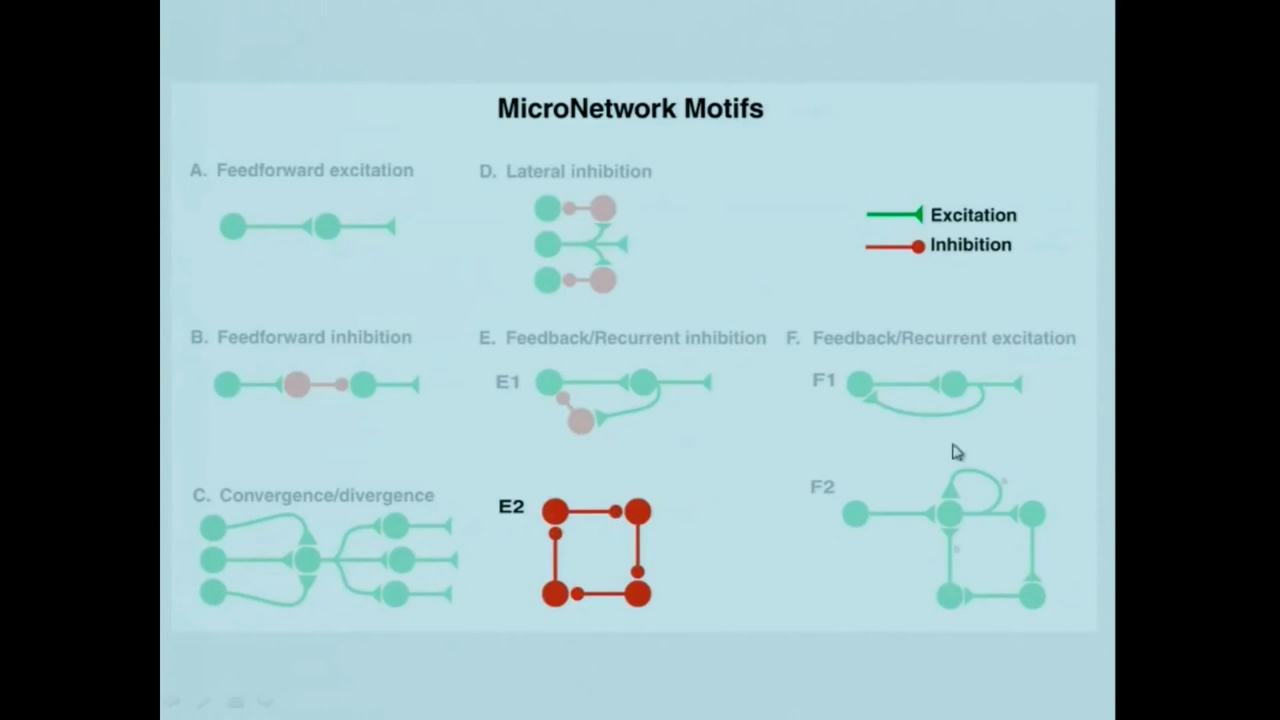 MicroNetwork Motifs
A. Feedforward excitation
D. Lateral inhibition
Excitation
Inhibition
B. Feedforward inhibition
E. Feedback/Recurrent inhibition
F. Feedback/Recurrent excitation
E1
F1
C. Convergence/divergence
E2
F2